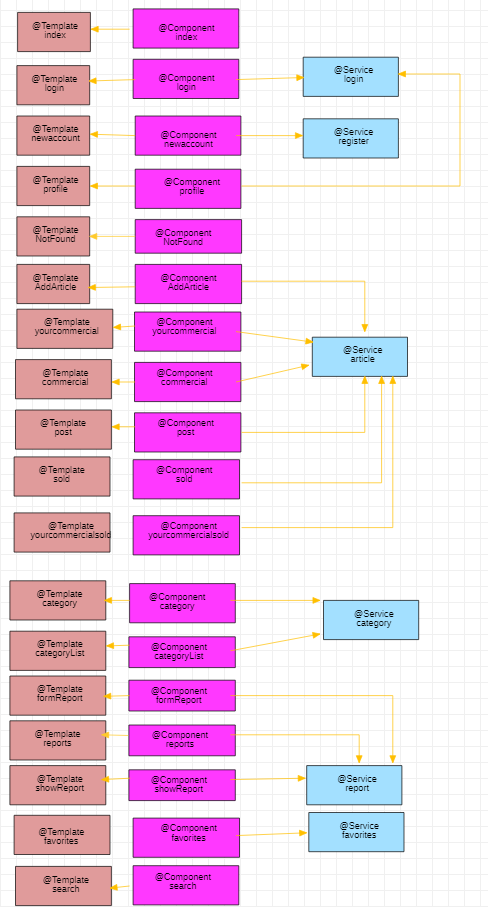 @Template
index
@Component
index
@Template
login
@Component
login
@Service
login
@Template
newaccount
@Component
newaccount
@Service
register
@Template
profile
@Component
profile
@Template
NotFound
@Component
NotFound
@Template
AddArticle
@Component
AddArticle
@Template
yourcommercial
@Component
yourcommercial
@Service
article
@Template
commercial
@Component
commercial
@Template
post
@Component
post
@Template
sold
@Component
sold
@Template
yourcommercialsold
@Component
yourcommercialsold
@Template
category
@Component
category
@Service
category
@Template
categoryList
@Component
categoryList
@Template
formReport
@Component
formReport
@Template
reports
@Component
reports
@Template
showReport
@Component
showReport
@Service
report
@Template
favorites
@Component
favorites
@Service
favorites
@Template
search
@Component
search